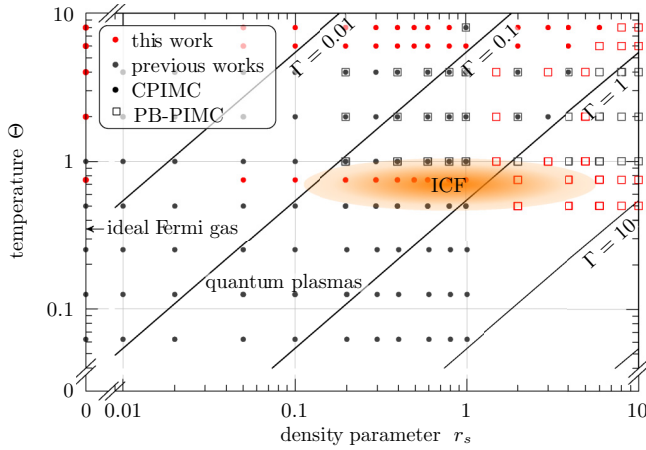 this work
previous works
CPIMC
PB-PIMC
Γ = 0.01
Γ = 0.1
Γ = 1
Γ = 10
ICF
ideal Fermi gas
quantum plasmas
temperature Θ
10
1
0.1
0
0 0.01 0.1 1 10
density parameter r_s